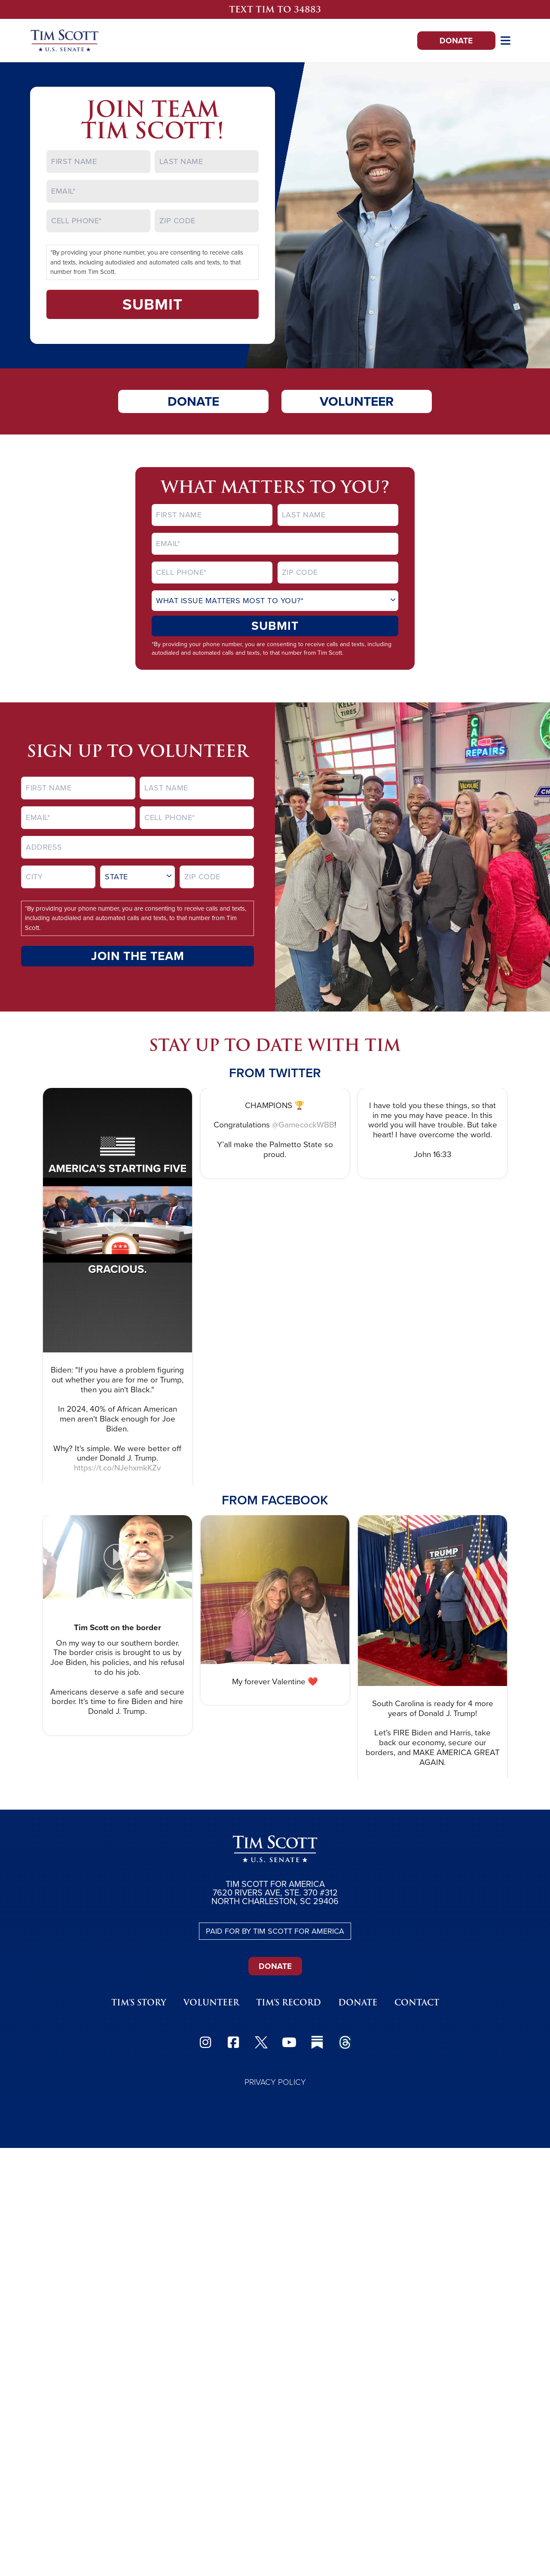 TEXT TIM TO 34883
TIM SCOTT
U.S. SENATE
DONATE
JOIN TEAM
TIM SCOTT!
FIRST NAME
LAST NAME
EMAIL*
CELL PHONE*
ZIP CODE
*By providing your phone number, you are consenting to receive calls
and texts, including autodialed and automated calls and texts, to that
number from Tim Scott.
SUBMIT
DONATE
VOLUNTEER
WHAT MATTERS TO YOU?
FIRST NAME
LAST NAME
EMAIL*
CELL PHONE*
ZIP CODE
WHAT ISSUE MATTERS MOST TO YOU?*
SUBMIT
*By providing your phone number, you are consenting to receive calls and texts, including
autodialed and automated calls and texts, to that number from Tim Scott.
SIGN UP TO VOLUNTEER
FIRST NAME
LAST NAME
EMAIL*
CELL PHONE*
ADDRESS
CITY
STATE
ZIP CODE
*By providing your phone number, you are consenting to receive calls and texts,
including autodialed and automated calls and texts, to that number from Tim
Scott.
JOIN THE TEAM
TIRES
CAR
REPAIRS
STAY UP TO DATE WITH TIM
FROM TWITTER
AMERICA'S STARTING FIVE
GRACIOUS.
Biden: "If you have a problem figuring
out whether you are for me or Trump,
then you ain't Black."
In 2024, 40% of African American
men aren't Black enough for Joe
Biden.
Why? It's simple. We were better off
under Donald J. Trump.
https://t.co/NJehxmkKZv
CHAMPIONS 🏆
Congratulations @GamecockWBB!
Y'all make the Palmetto State so
proud.
I have told you these things, so that
in me you may have peace. In this
world you will have trouble. But take
heart! I have overcome the world.
John 16:33
FROM FACEBOOK
Tim Scott on the border
On my way to our southern border.
The border crisis is brought to us by
Joe Biden, his policies, and his refusal
to do his job.
Americans deserve a safe and secure
border. It's time to fire Biden and hire
Donald J. Trump.
My forever Valentine ❤️
TRUMP
South Carolina is ready for 4 more
years of Donald J. Trump!
Let's FIRE Biden and Harris, take
back our economy, secure our
borders, and MAKE AMERICA GREAT
AGAIN.
TIM SCOTT
U.S. SENATE
TIM SCOTT FOR AMERICA
7620 RIVERS AVE, STE. 370 #312
NORTH CHARLESTON, SC 29406
PAID FOR BY TIM SCOTT FOR AMERICA
DONATE
TIM'S STORY
VOLUNTEER
TIM'S RECORD
DONATE
CONTACT
PRIVACY POLICY